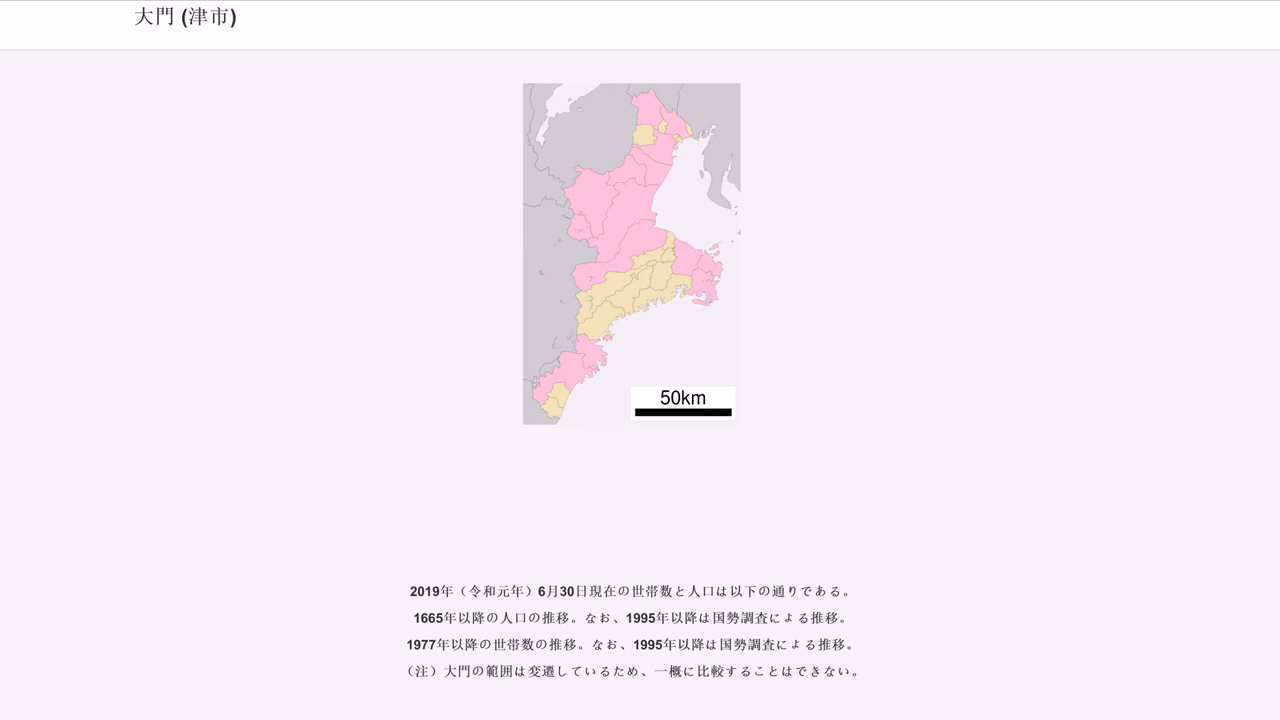 大門 (津市)
50km
2019年（令和元年）6月30日現在の世帯数と人口は以下の通りである。
1665年以降の人口の推移。なお、1995年以降は国勢調査による推移。
1977年以降の世帯数の推移。なお、1995年以降は国勢調査による推移。
（注）大門の範囲は変遷しているため、一概に比較することはできない。